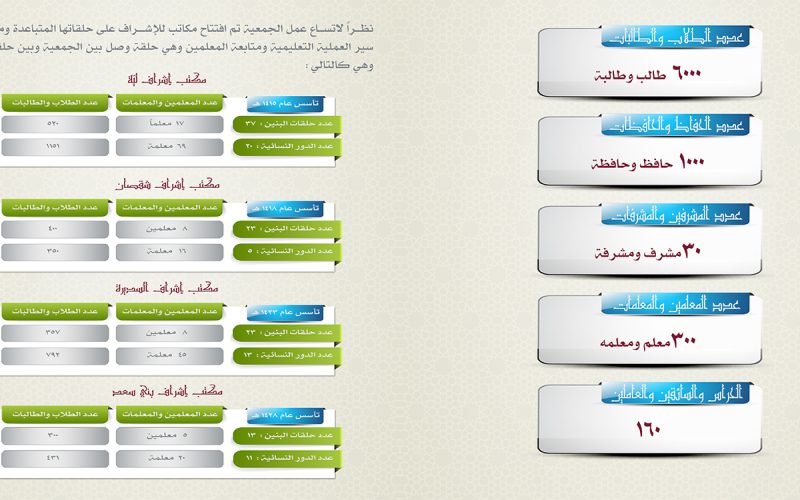 عدد الطلاب والطالبات
٦٠٠٠ طالب وطالبة
عدد الحفاظ والحافظات
١٠٠٠ حافظ وحافظة
عدد المشرفين والمشرفات
٣٠ مشرف ومشرفة
عدد المعلمين والمعلمات
٣٠٠ معلم ومعلمه
الحراس والسائقين والعاملين
١٦٠
نظراً لاتساع عمل الجمعية تم افتتاح مكاتب للإشراف على حلقاتها المتباعدة
سير العملية التعليمية ومتابعة المعلمين وهي حلقة وصل بين الجمعية وبين
وهي كالتالي :
مكتب إشراف لية
تأسس عام ١٤١٥ هـ عدد المعلمين والمعلمات عدد الطلاب والطالبات
عدد حلقات البنين : ٣٧ ١٧ معلماً ٥٢٠
عدد الدور النسائية : ٢٠ ٦٩ معلمة ١١٥١
مكتب إشراف شقصان
تأسس عام ١٤١٨ هـ عدد المعلمين والمعلمات عدد الطلاب والطالبات
عدد حلقات البنين : ٢٣ ٨ معلمين ٤٠٠
عدد الدور النسائية : ٥ ١٦ معلمة ٣٥٠
مكتب إشراف السديرة
تأسس عام ١٤٢٣ هـ عدد المعلمين والمعلمات عدد الطلاب والطالبات
عدد حلقات البنين : ٢٣ ٨ معلمين ٣٥٧
عدد الدور النسائية : ١٣ ٤٥ معلمة ٧٩٢
مكتب إشراف بني سعد
تأسس عام ١٤٢٨ هـ عدد المعلمين والمعلمات عدد الطلاب والطالبات
عدد حلقات البنين : ١٣ ٥ معلمين ٣٠٠
عدد الدور النسائية : ١١ ٢٠ معلمة ٤٣١